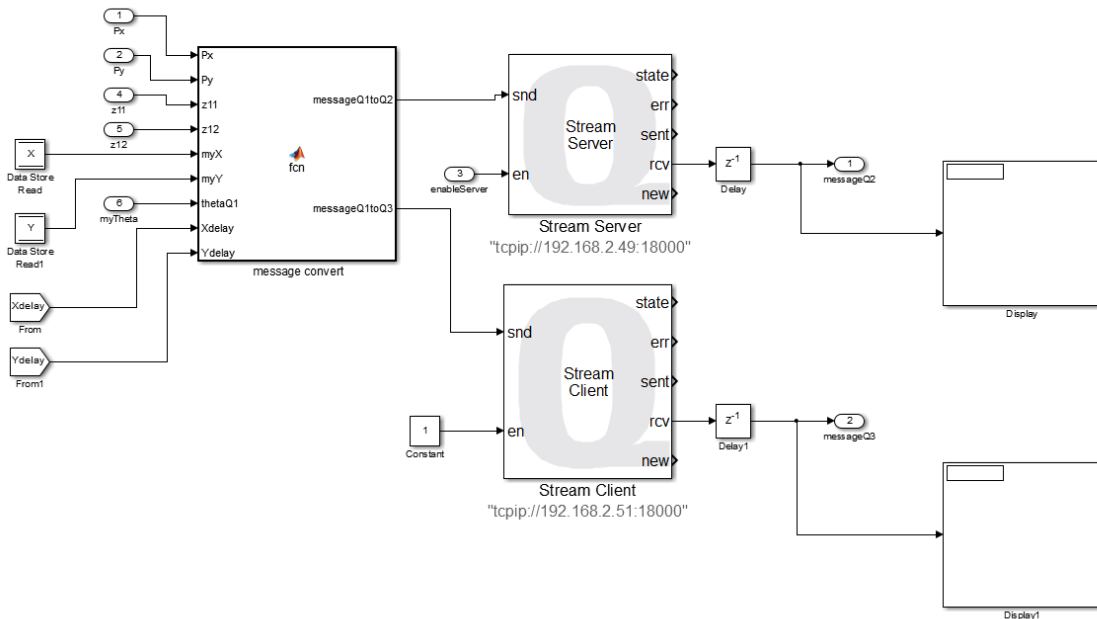 1
Px
2
Py
4
z11
5
z12
X
Data Store
Read
6
myTheta
Y
Data Store
Read1
Xdelay
From
Ydelay
From1
Px
Py
z11
z12
myX
myY
thetaQ1
Xdelay
Ydelay
fcn
messageQ1toQ2
messageQ1toQ3
message convert
3
enableServer
Q
snd
en
Stream
Server
state
err
sent
rcv
new
Stream Server
"tcpip://192.168.2.49:18000"
z-1
Delay
1
messageQ2
Display
1
Constant
Q
snd
en
Stream
Client
state
err
sent
rcv
new
Stream Client
"tcpip://192.168.2.51:18000"
z-1
Delay1
2
messageQ3
Display1